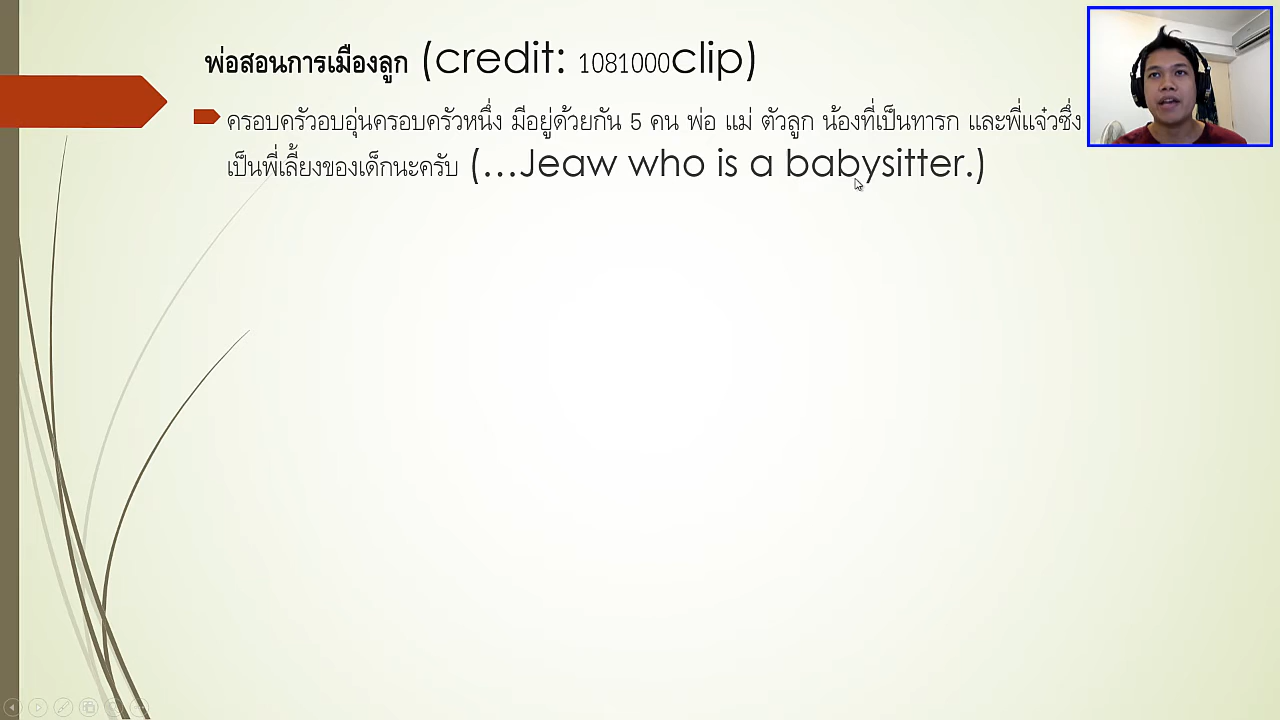 พ่อสอนการเมืองลูก (credit: 1081000clip)
ครอบครัวอบอุ่นครอบครัวหนึ่ง มีอยู่ด้วยกัน 5 คน พ่อ แม่ ตัวลูก น้องที่เป็นทารก และพี่แจ๋วซึ่ง
เป็นพี่เลี้ยงของเด็กนะครับ (...Jeaw who is a babysitter.)